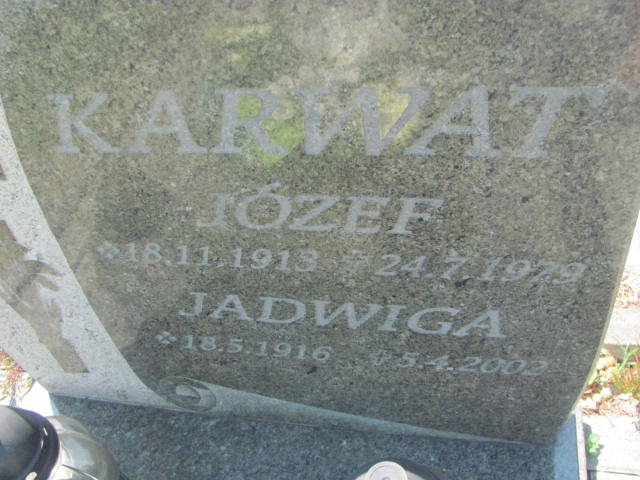 KARWAT
JÓZEF
18.11.1913 † 24.7.1979
JADWIGA
18.5.1916 † 5.4.2002